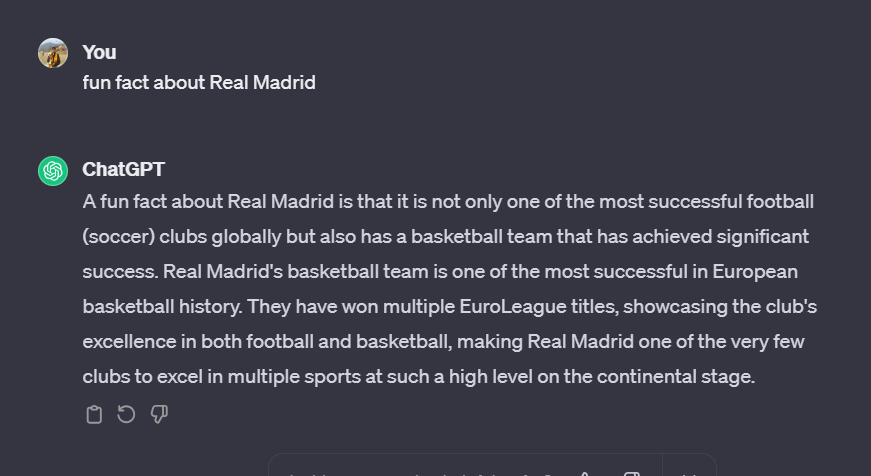 You
fun fact about Real Madrid
ChatGPT
A fun fact about Real Madrid is that it is not only one of the most successful football
(soccer) clubs globally but also has a basketball team that has achieved significant
success. Real Madrid's basketball team is one of the most successful in European
basketball history. They have won multiple EuroLeague titles, showcasing the club's
excellence in both football and basketball, making Real Madrid one of the very few
clubs to excel in multiple sports at such a high level on the continental stage.